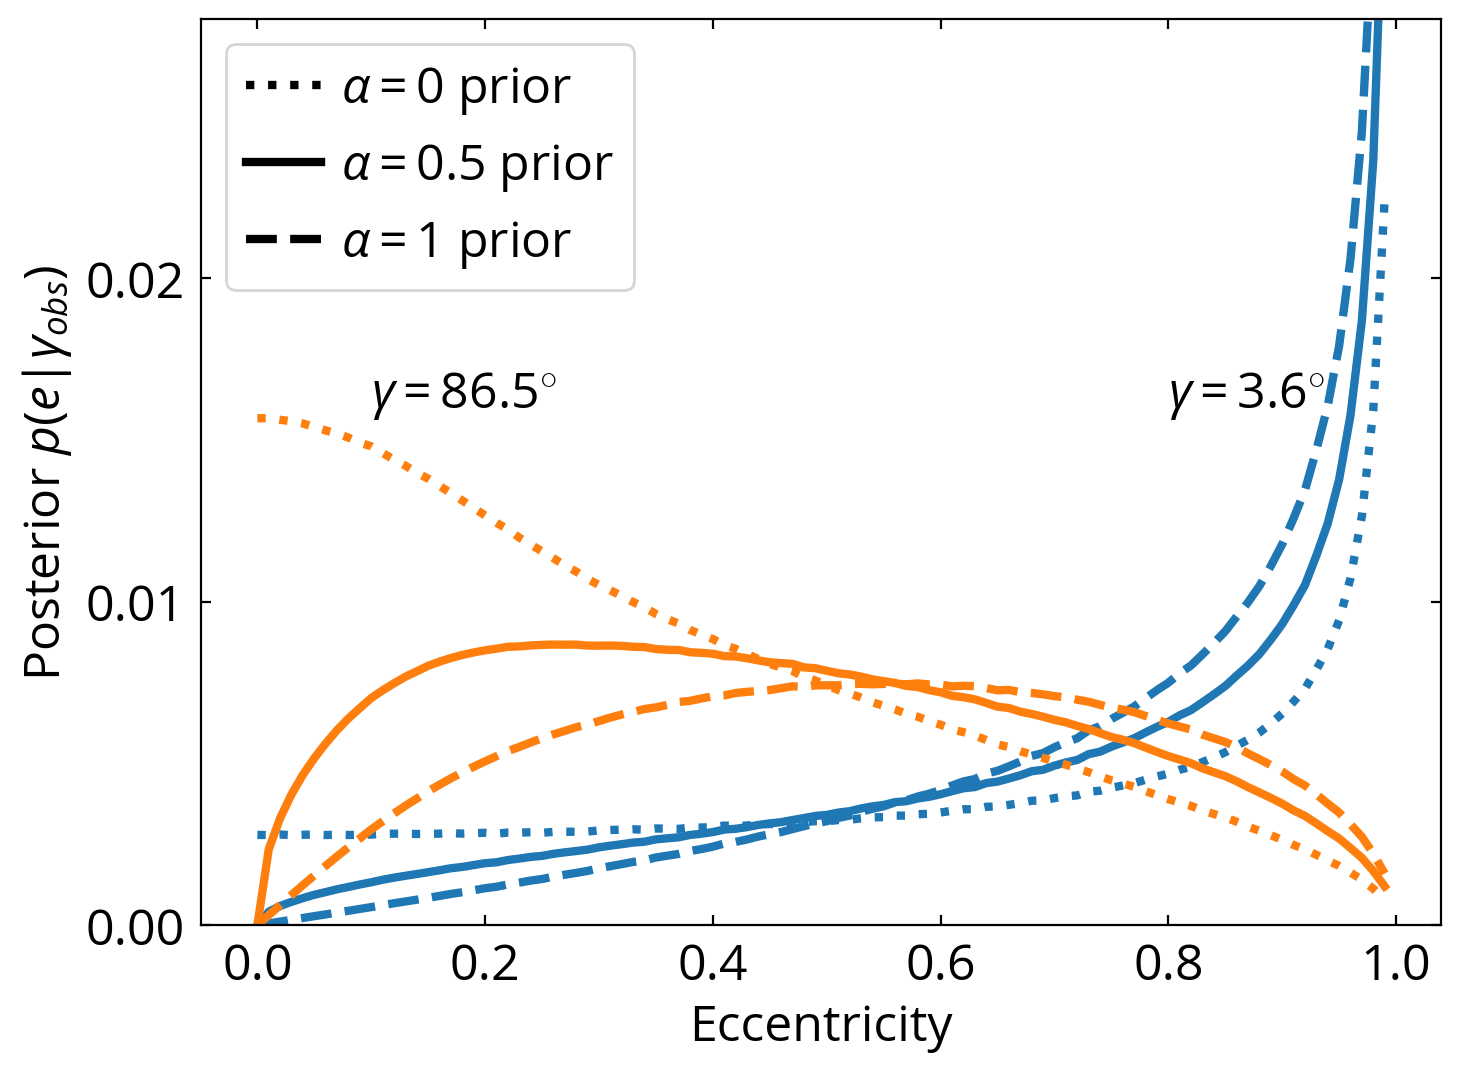 α = 0 prior
α = 0.5 prior
α = 1 prior
γ = 86.5°
γ = 3.6°
Posterior p(e | γobs)
0.02
0.01
0.00
0.0 0.2 0.4 0.6 0.8 1.0
Eccentricity